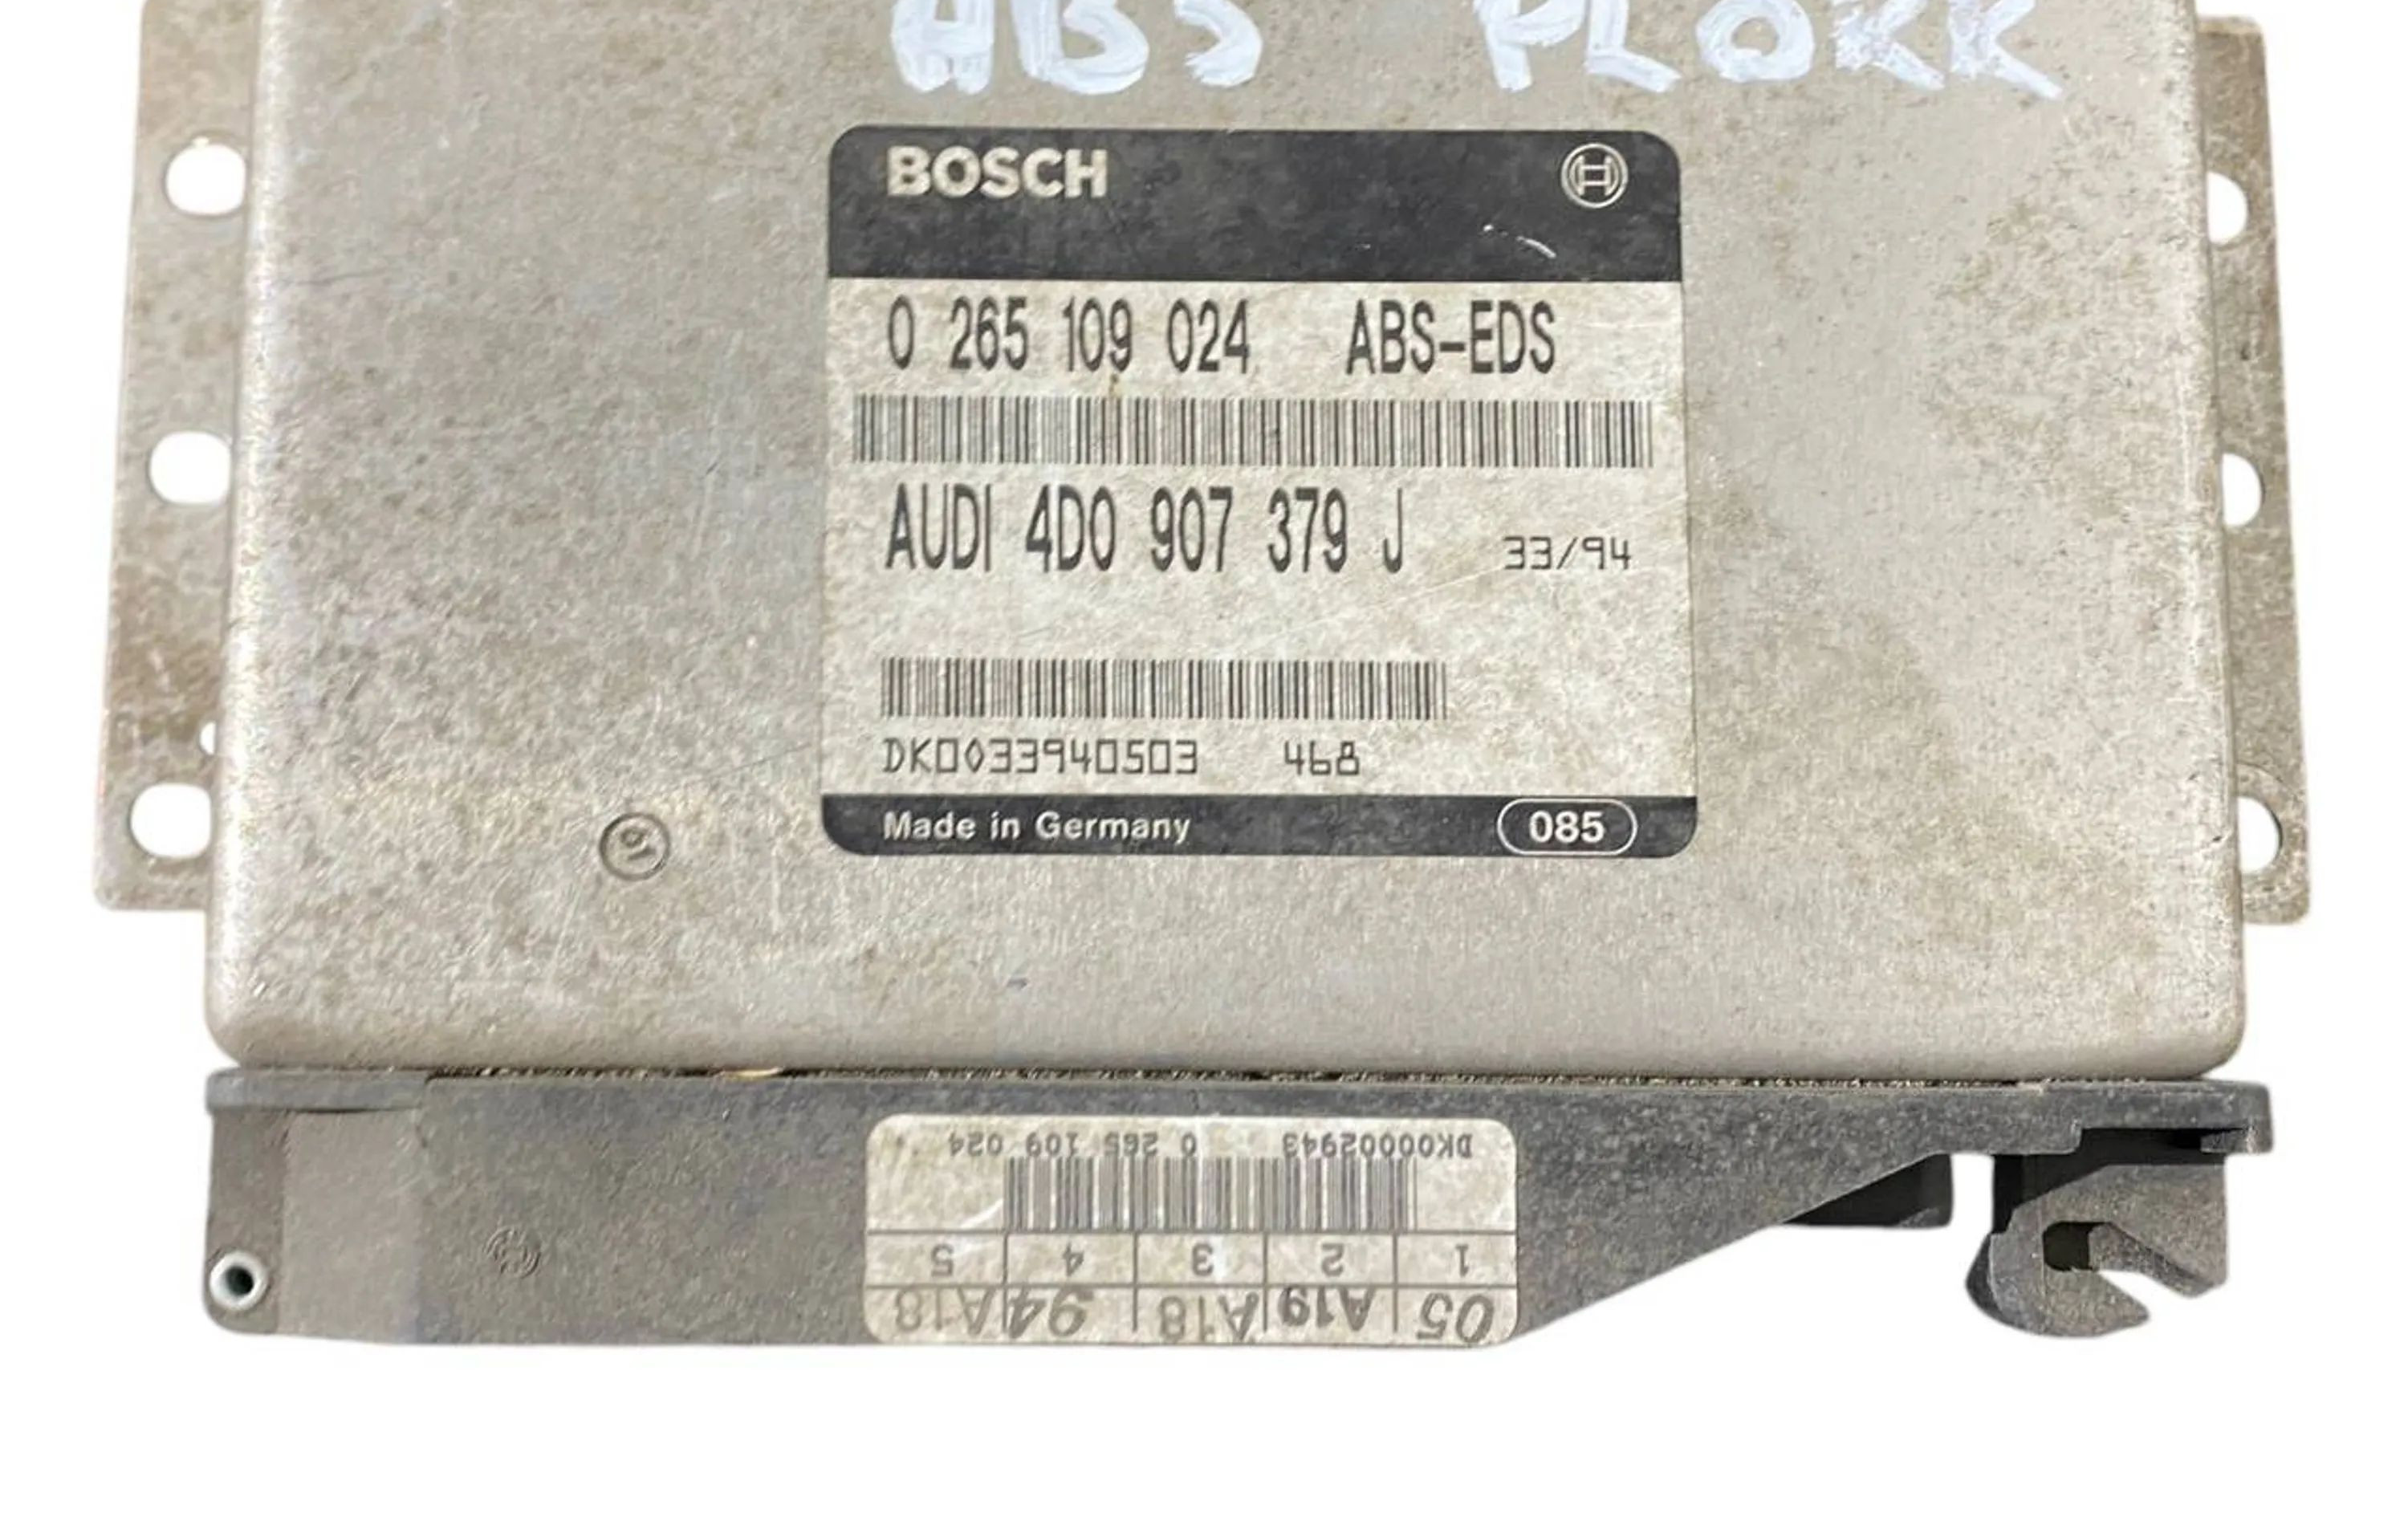 ABS PLOKK
BOSCH
0 265 109 024 ABS-EDS
AUDI 4D0 907 379 J 33/94
DK0033940503 468
Made in Germany 085
DK00002943 0 265 109 024
1 2 3 4 5
05 A19 A18 94 A18